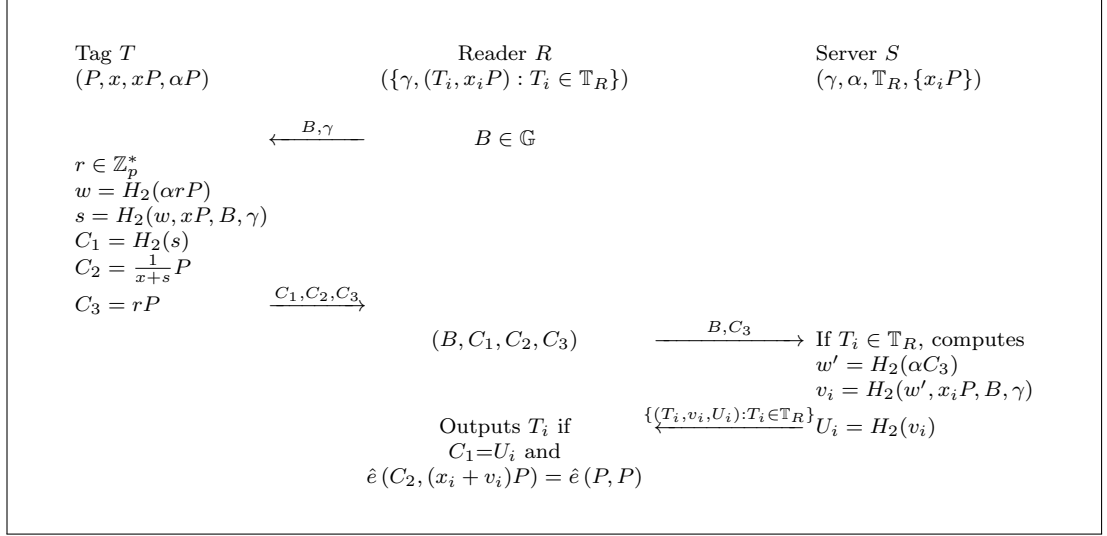 Tag T Reader R Server S
(P, x, xP, αP) ({γ, (T_i, x_iP) : T_i ∈ 𝕋_R}) (γ, α, 𝕋_R, {x_iP})
←^{B,γ} B ∈ 𝔾
r ∈ ℤ*_p
w = H_2(αrP)
s = H_2(w, xP, B, γ)
C_1 = H_2(s)
C_2 = \frac{1}{x+s}P
C_3 = rP →^{C_1,C_2,C_3}
(B, C_1, C_2, C_3) →^{B,C_3} If T_i ∈ 𝕋_R, computes
w′ = H_2(αC_3)
v_i = H_2(w′, x_iP, B, γ)
Outputs T_i if ←^{{(T_i,v_i,U_i):T_i∈𝕋_R}} U_i = H_2(v_i)
C_1=U_i and
ê (C_2, (x_i + v_i)P) = ê (P, P)